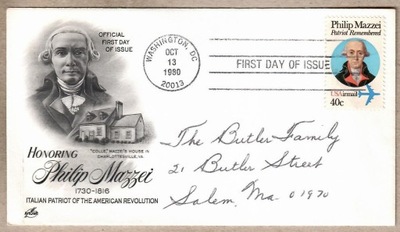 OFFICIAL
FIRST DAY
OF ISSUE
WASHINGTON, DC
OCT
13
1980
20013
FIRST DAY OF ISSUE
Philip Mazzei
Patriot Remembered
USAirmail
40c
"COLLE," MAZZEI'S HOUSE IN
CHARLOTTESVILLE, VA.
HONORING
Philip Mazzei
1730-1816
ITALIAN PATRIOT OF THE AMERICAN REVOLUTION
The Butler Family
21 Butler Street
Salem, Ma 01970